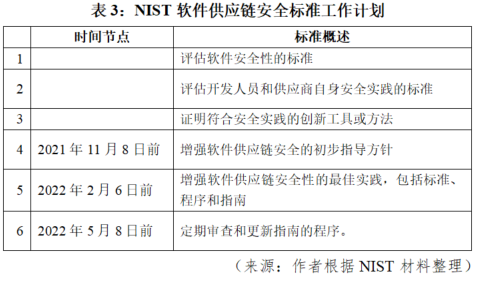 表 3：NIST 软件供应链安全标准工作计划
时间节点 标准概述
1 评估软件安全性的标准
2 评估开发人员和供应商自身安全实践的标准
3 证明符合安全实践的创新工具或方法
4 2021 年 11 月 8 日前 增强软件供应链安全的初步指导方针
5 2022 年 2 月 6 日前 增强软件供应链安全性的最佳实践，包括标准、
程序和指南
6 2022 年 5 月 8 日前 定期审查和更新指南的程序。
（来源：作者根据 NIST 材料整理）